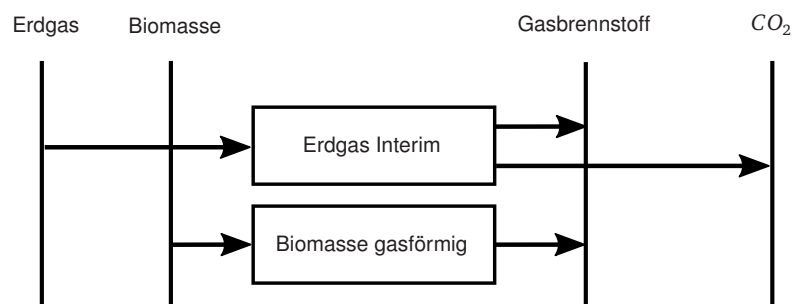 Erdgas Biomasse Gasbrennstoff CO₂
Erdgas Interim
Biomasse gasförmig